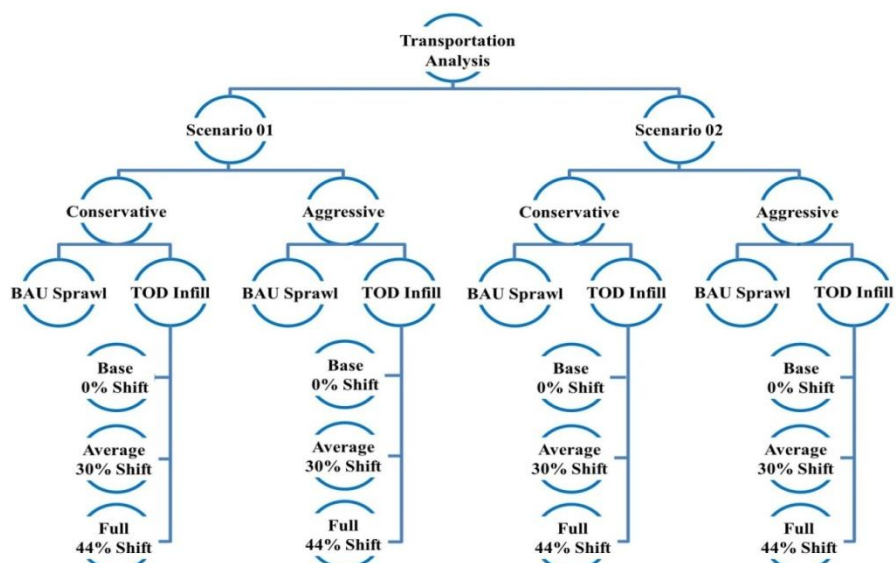 Transportation
Analysis
Scenario 01
Scenario 02
Conservative
Aggressive
Conservative
Aggressive
BAU Sprawl
TOD Infill
BAU Sprawl
TOD Infill
BAU Sprawl
TOD Infill
BAU Sprawl
TOD Infill
Base
0% Shift
Base
0% Shift
Base
0% Shift
Base
0% Shift
Average
30% Shift
Average
30% Shift
Average
30% Shift
Average
30% Shift
Full
44% Shift
Full
44% Shift
Full
44% Shift
Full
44% Shift